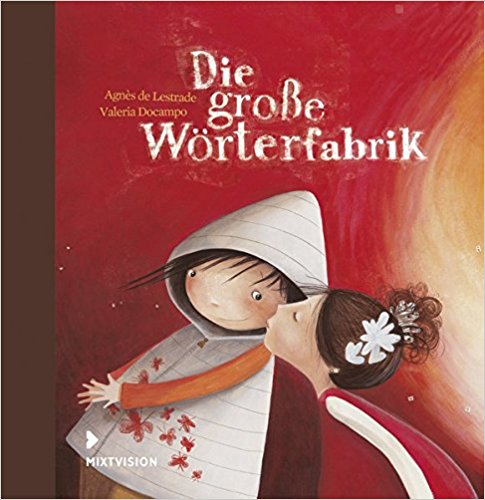 Agnès de Lestrade
Valeria Docampo
Die
große
Wörterfabrik
MIXTVISION